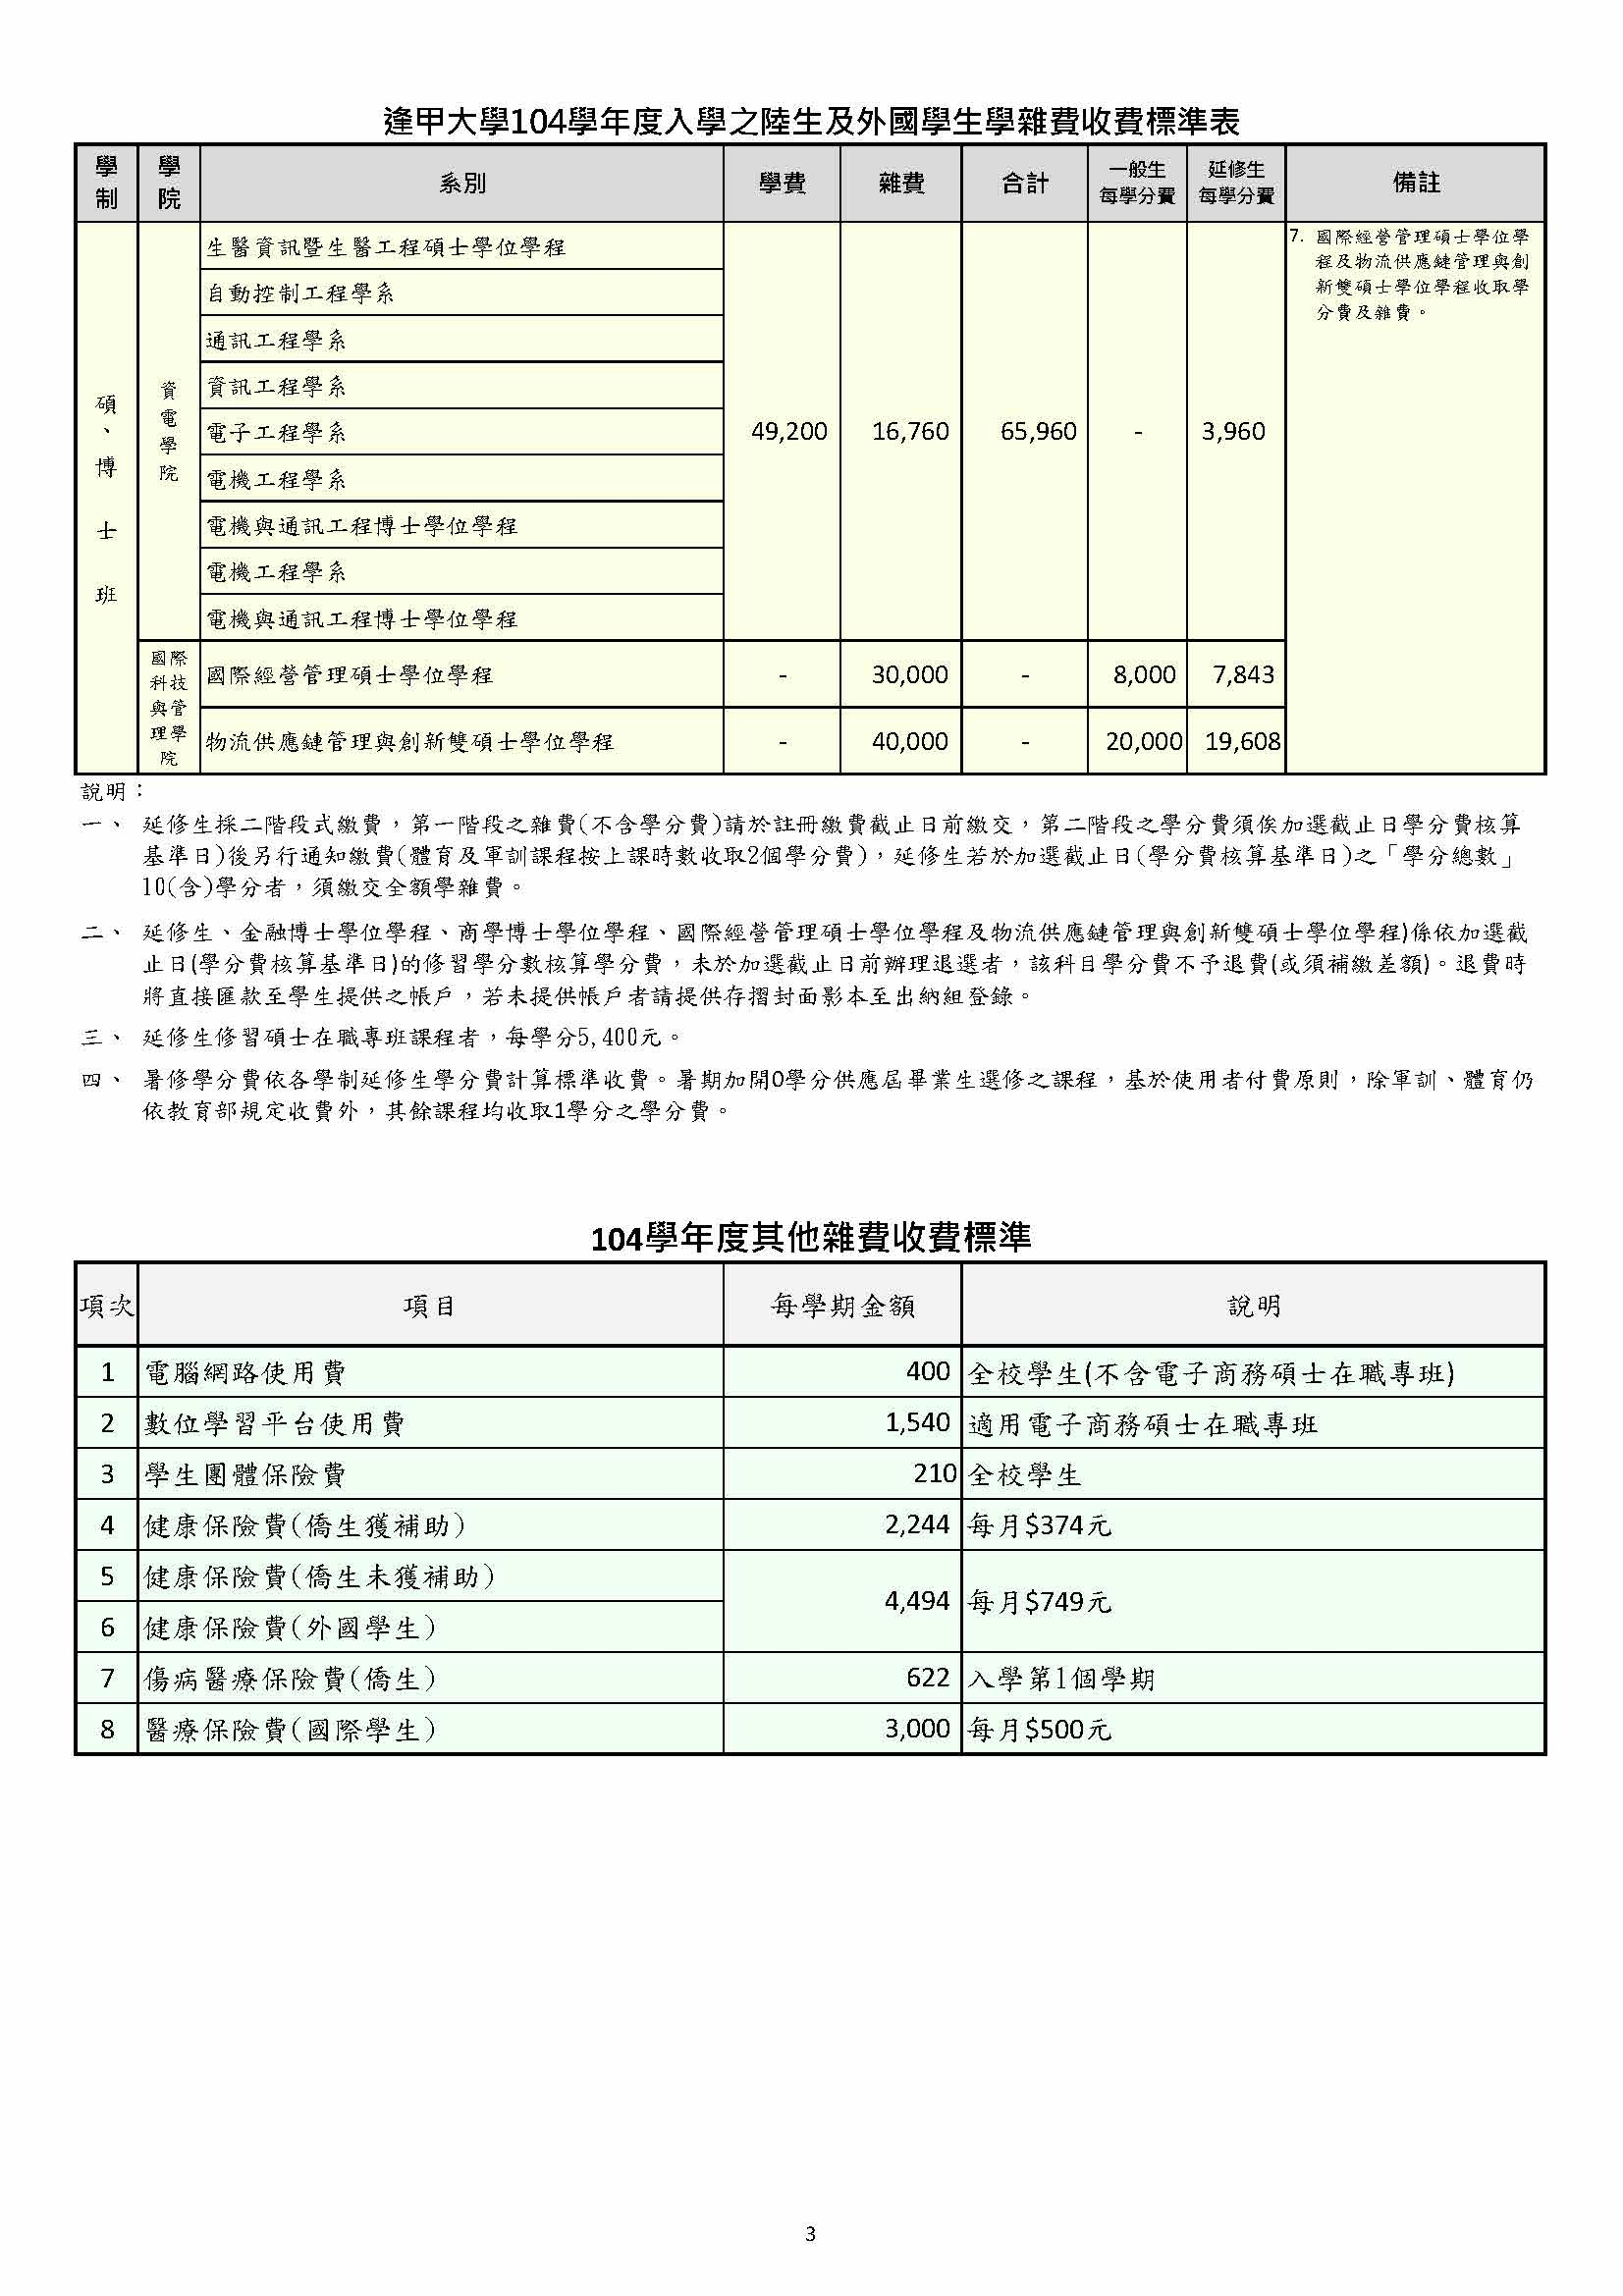 逢甲大學104學年度入學之陸生及外國學生學雜費收費標準表
學制 學院 系別 學費 雜費 合計 一般生每學分費 延修生每學分費 備註
碩、博士班
資電學院
生醫資訊暨生醫工程碩士學位學程
自動控制工程學系
通訊工程學系
資訊工程學系
電子工程學系 49,200 16,760 65,960 - 3,960
電機工程學系
電機與通訊工程博士學位學程
電機工程學系
電機與通訊工程博士學位學程
國際科技與管理學院
國際經營管理碩士學位學程 - 30,000 - 8,000 7,843
物流供應鏈管理與創新雙碩士學位學程 - 40,000 - 20,000 19,608
7. 國際經營管理碩士學位學
程及物流供應鏈管理與創
新雙碩士學位學程收取學
分費及雜費。
說明：
一、 延修生採二階段式繳費，第一階段之雜費(不含學分費)請於註冊繳費截止日前繳交，第二階段之學分費須俟加選截止日學分費核算
基準日)後另行通知繳費(體育及軍訓課程按上課時數收取2個學分費)，延修生若於加選截止日(學分費核算基準日)之「學分總數」
10(含)學分者，須繳交全額學雜費。
二、 延修生、金融博士學位學程、商學博士學位學程、國際經營管理碩士學位學程及物流供應鏈管理與創新雙碩士學位學程)係依加選截
止日(學分費核算基準日)的修習學分數核算學分費，未於加選截止日前辦理退選者，該科目學分費不予退費(或須補繳差額)。退費時
將直接匯款至學生提供之帳戶，若未提供帳戶者請提供存摺封面影本至出納組登錄。
三、 延修生修習碩士在職專班課程者，每學分5,400元。
四、 暑修學分費依各學制延修生學分費計算標準收費。暑期加開0學分供應屆畢業生選修之課程，基於使用者付費原則，除軍訓、體育仍
依教育部規定收費外，其餘課程均收取1學分之學分費。
104學年度其他雜費收費標準
項次 項目 每學期金額 說明
1 電腦網路使用費 400 全校學生(不含電子商務碩士在職專班)
2 數位學習平台使用費 1,540 適用電子商務碩士在職專班
3 學生團體保險費 210 全校學生
4 健康保險費(僑生獲補助) 2,244 每月$374元
5 健康保險費(僑生未獲補助)
4,494 每月$749元
6 健康保險費(外國學生)
7 傷病醫療保險費(僑生) 622 入學第1個學期
8 醫療保險費(國際學生) 3,000 每月$500元
3